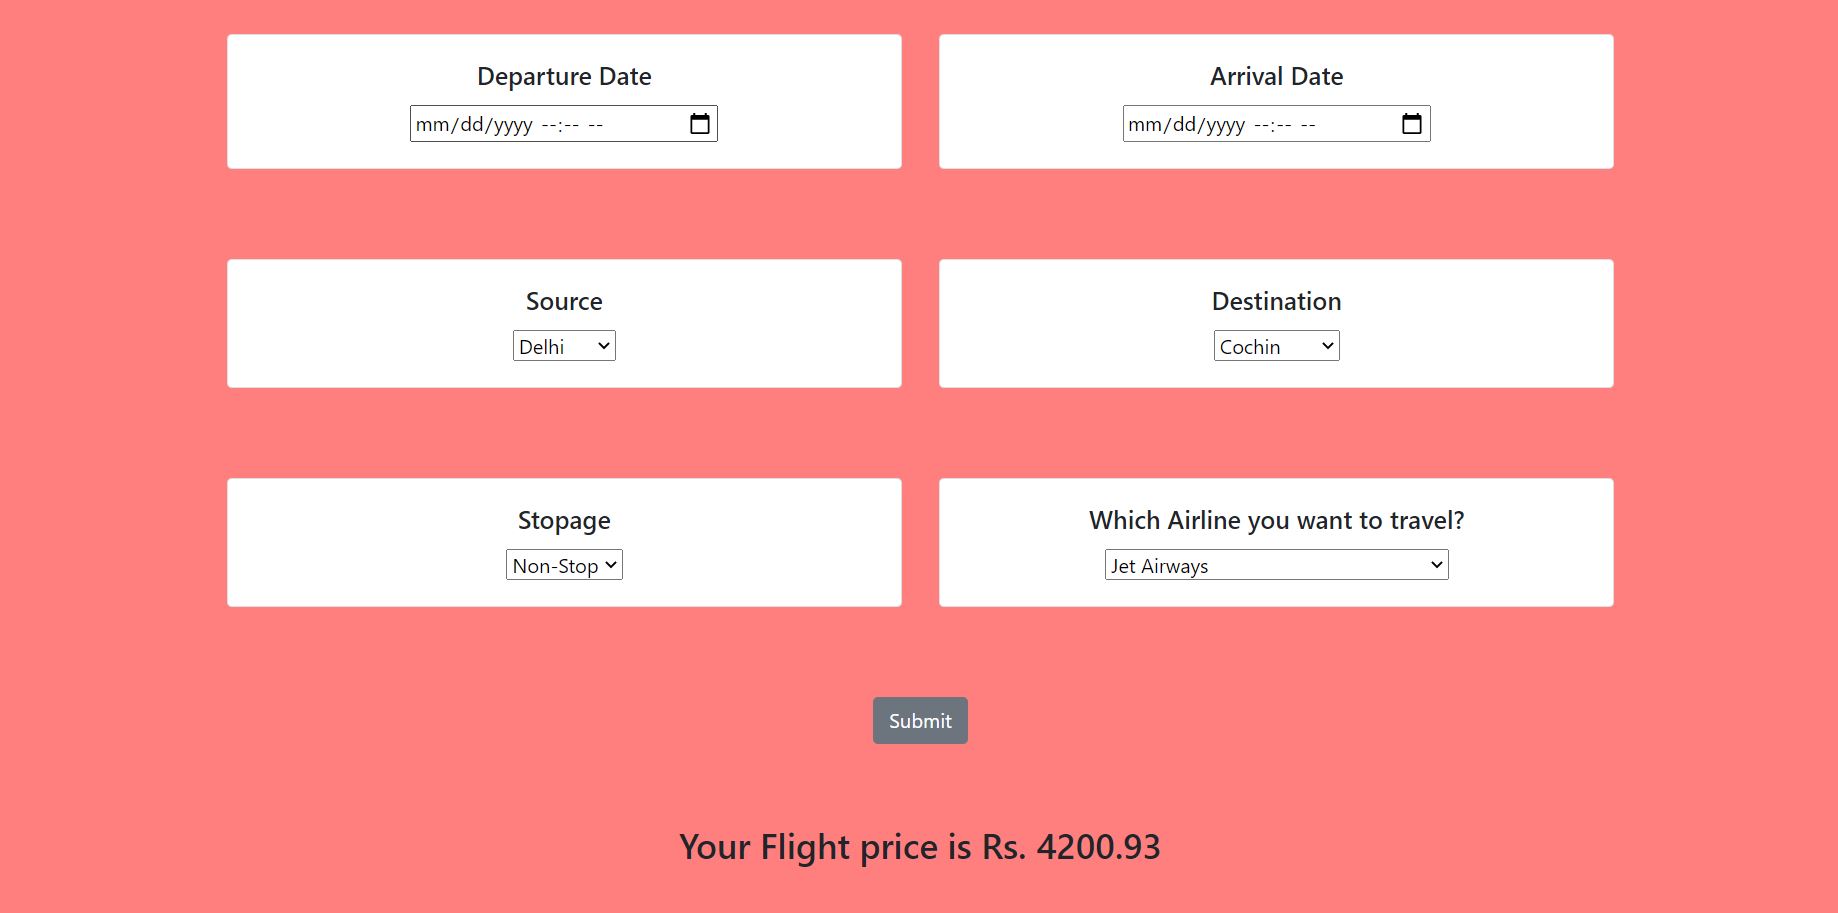 Departure Date
Arrival Date
mm/dd/yyyy --:-- --
mm/dd/yyyy --:-- --
Source
Destination
Delhi
Cochin
Stopage
Which Airline you want to travel?
Non-Stop
Jet Airways
Submit
Your Flight price is Rs. 4200.93